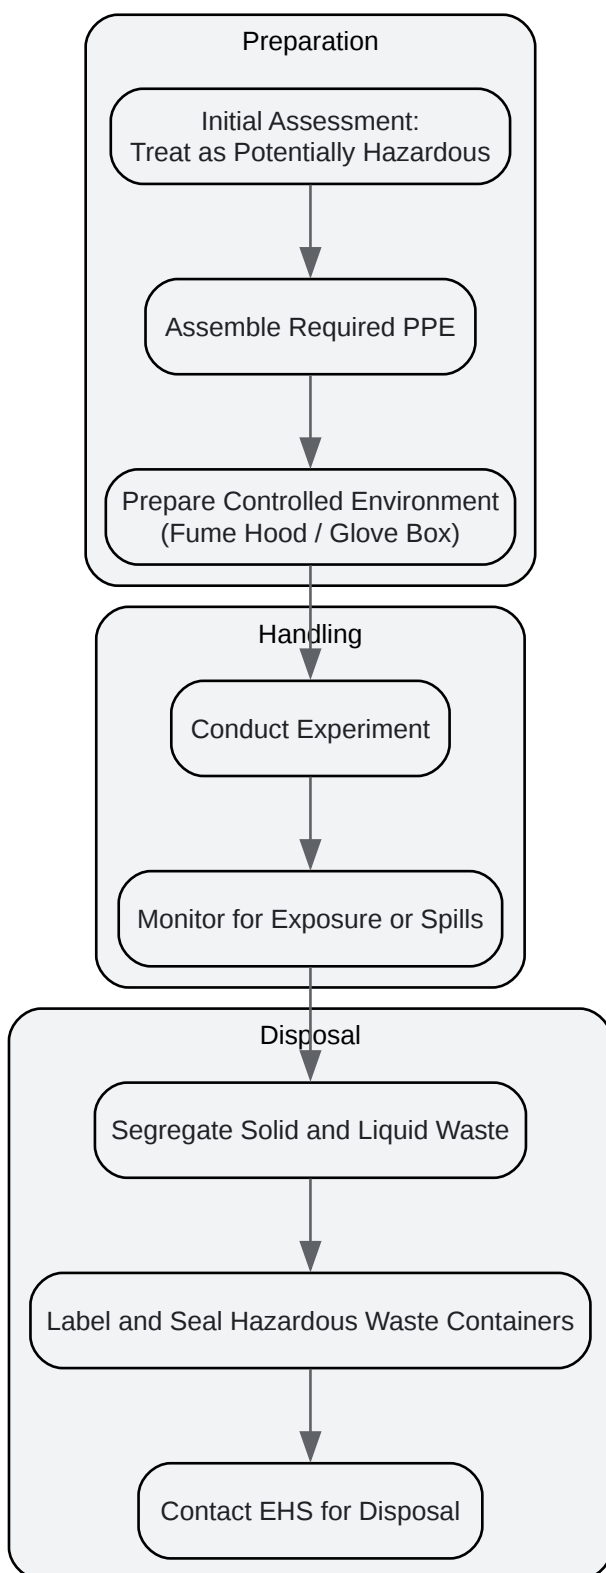 Preparation
Initial Assessment:
Treat as Potentially Hazardous
Assemble Required PPE
Prepare Controlled Environment
(Fume Hood / Glove Box)
Handling
Conduct Experiment
Monitor for Exposure or Spills
Disposal
Segregate Solid and Liquid Waste
Label and Seal Hazardous Waste Containers
Contact EHS for Disposal